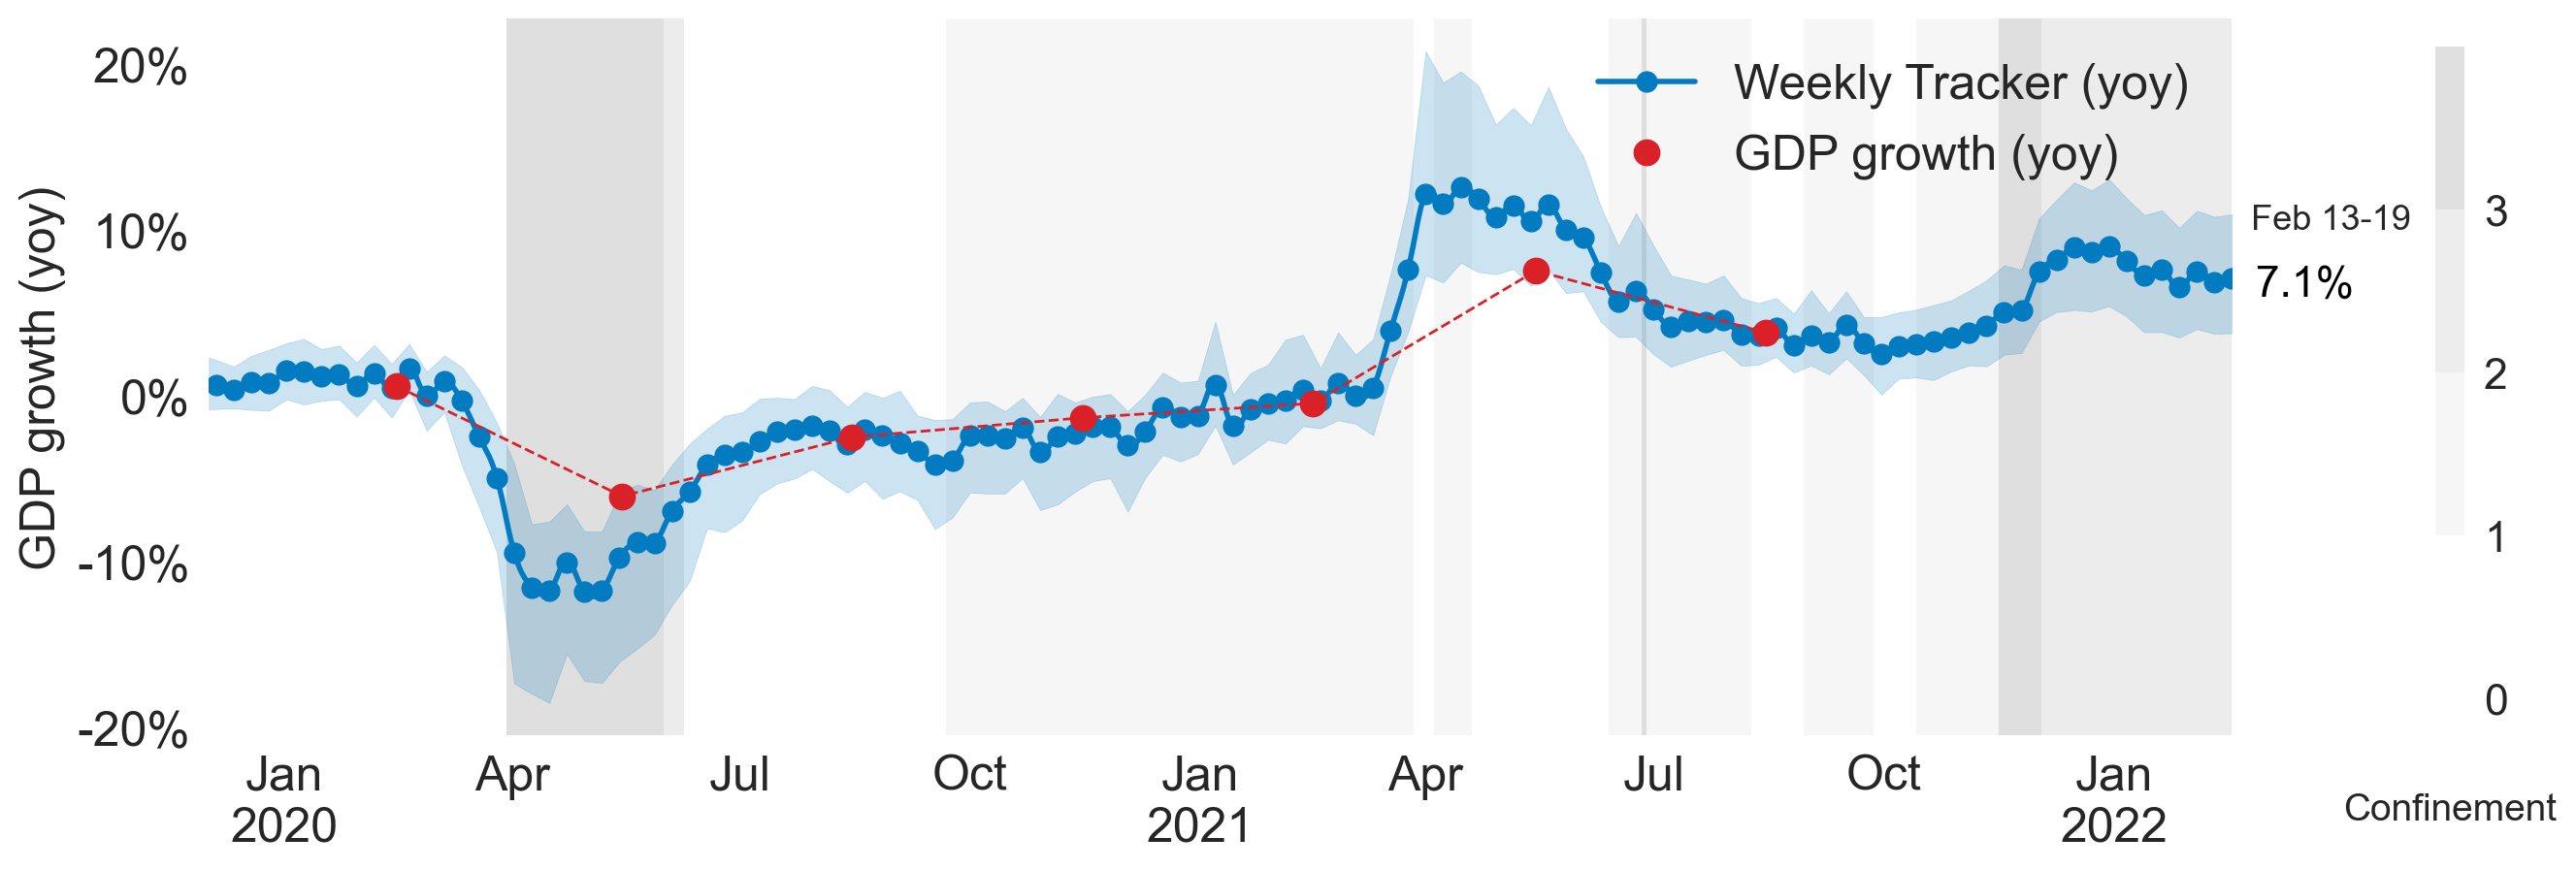 GDP growth (yoy)
20%
10%
0%
-10%
-20%
Weekly Tracker (yoy)
GDP growth (yoy)
Feb 13-19
7.1%
3
2
1
0
Confinement
Jan Apr Jul Oct Jan Apr Jul Oct Jan
2020 2021 2022